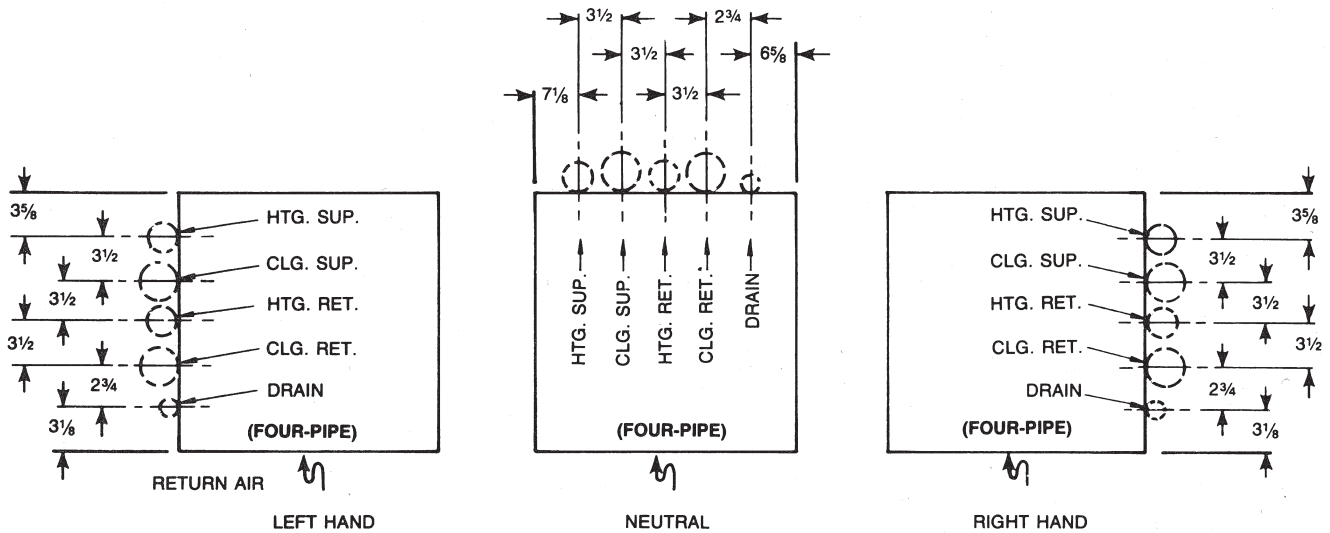 3½
2¾
3½
6⅝
7⅛
3½
3⅝
3½
3½
3½
2¾
3⅛
HTG. SUP.
CLG. SUP.
HTG. RET.
CLG. RET.
DRAIN
(FOUR-PIPE)
RETURN AIR
LEFT HAND
HTG. SUP.
CLG. SUP.
HTG. RET.
CLG. RET.
DRAIN
(FOUR-PIPE)
NEUTRAL
HTG. SUP.
CLG. SUP.
HTG. RET.
CLG. RET.
DRAIN
(FOUR-PIPE)
3⅝
3½
3½
3½
2¾
3⅛
RIGHT HAND